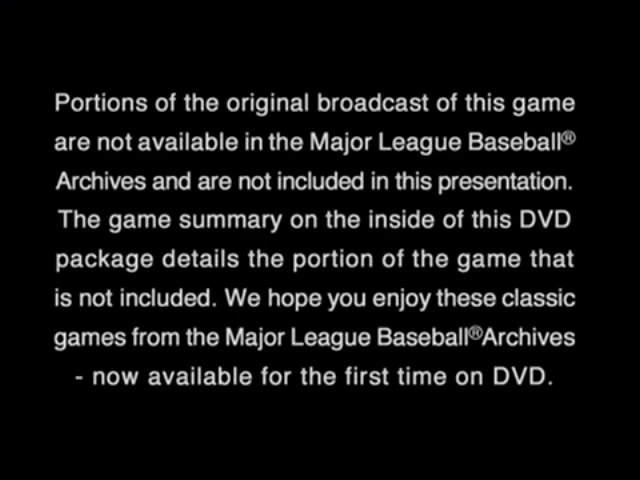 Portions of the original broadcast of this game
are not available in the Major League Baseball®
Archives and are not included in this presentation.
The game summary on the inside of this DVD
package details the portion of the game that
is not included. We hope you enjoy these classic
games from the Major League Baseball®Archives
- now available for the first time on DVD.